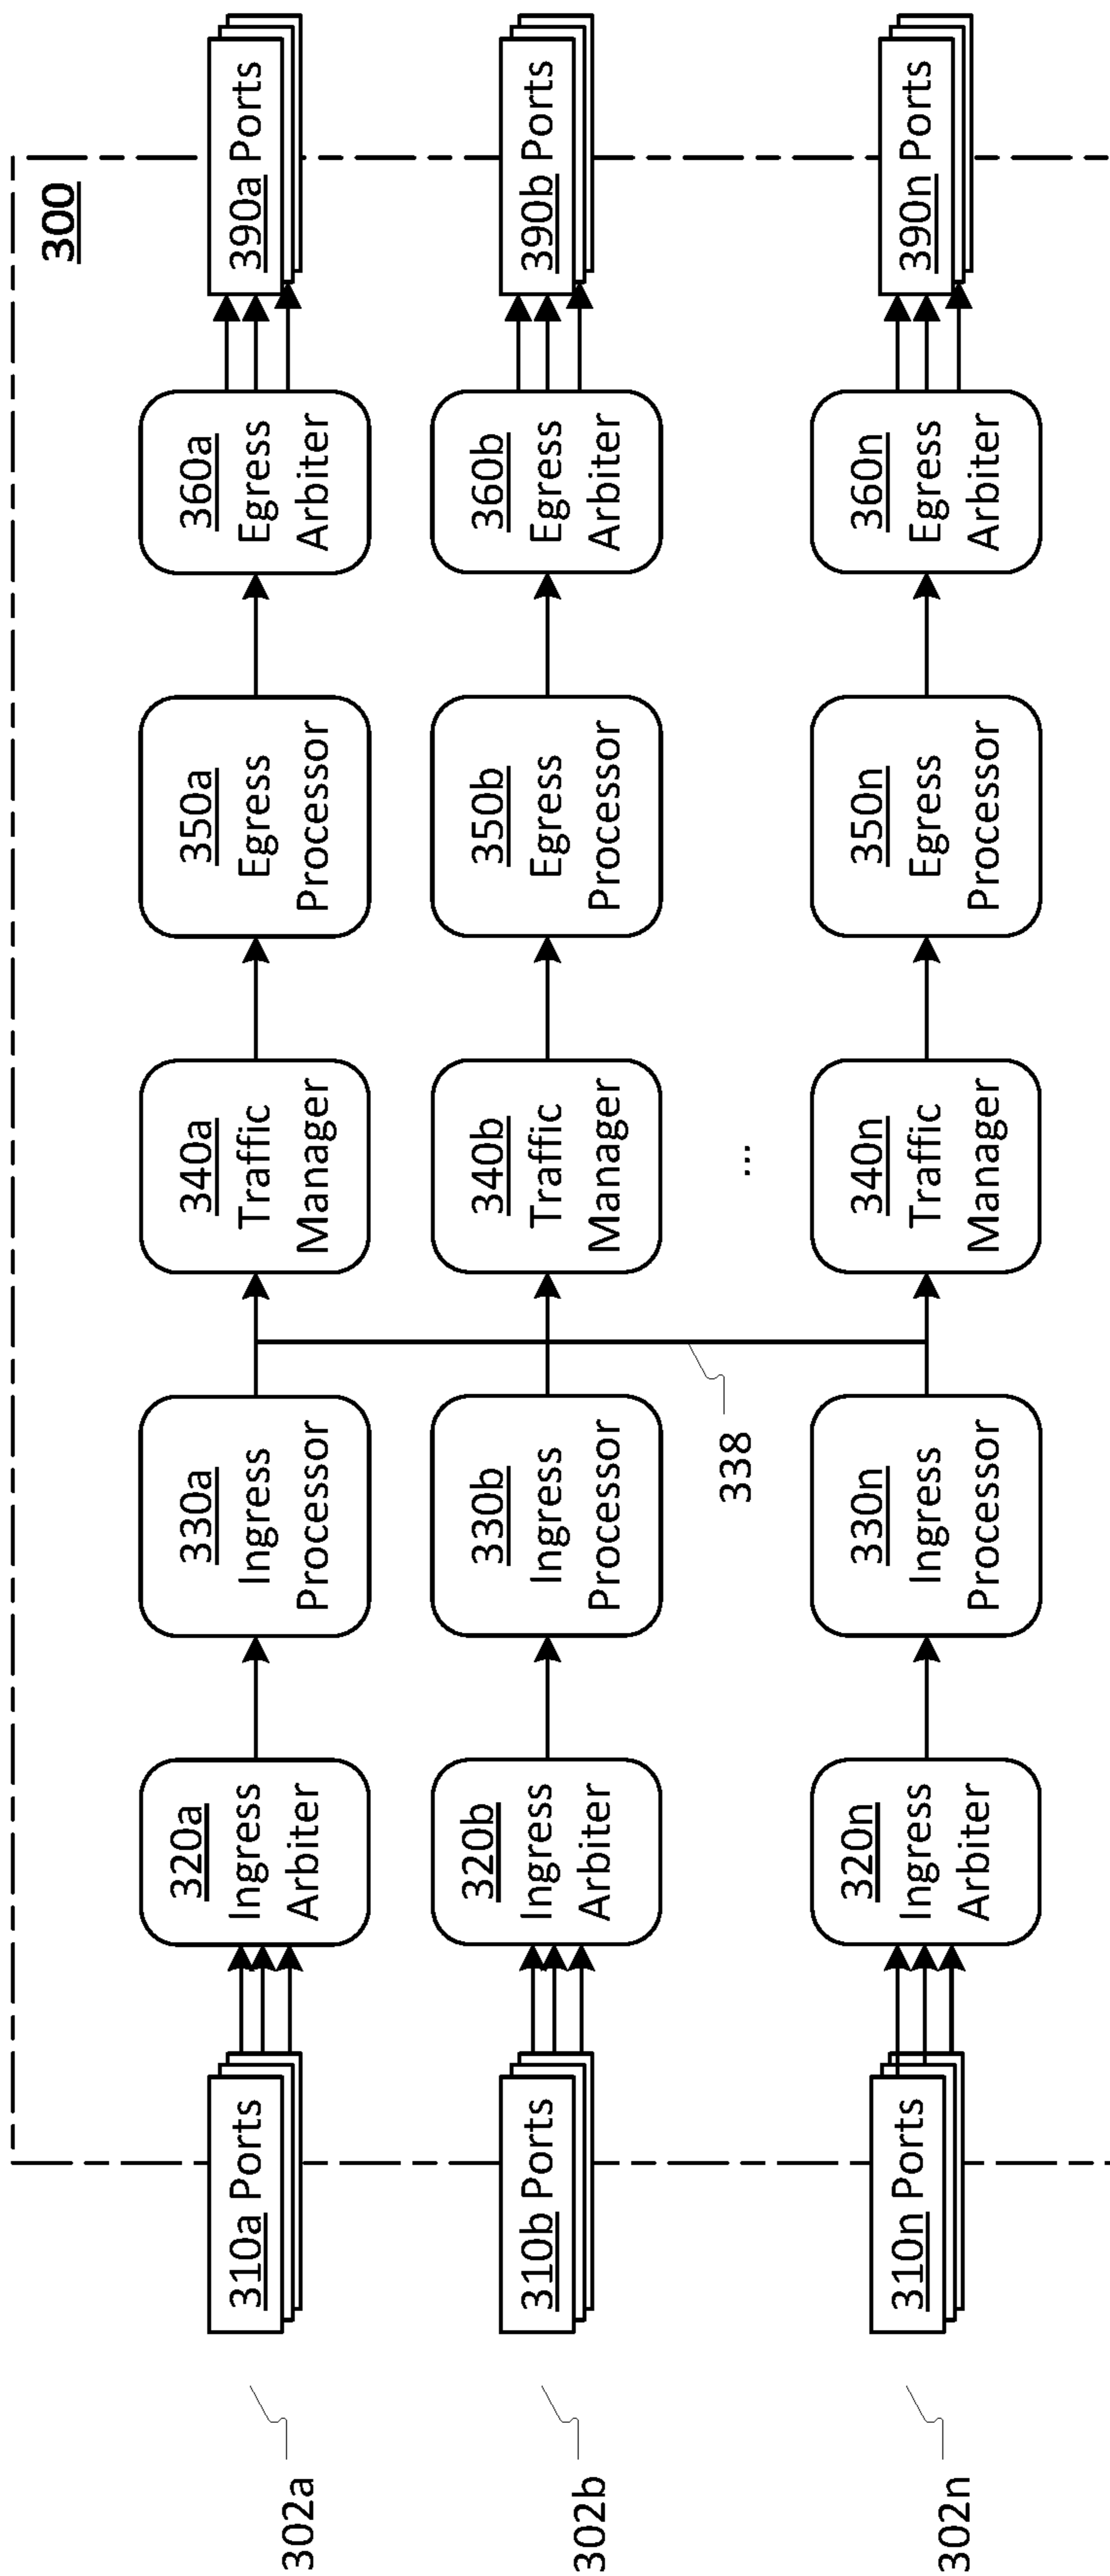 300
302a
310a Ports
320a
Ingress
Arbiter
330a
Ingress
Processor
340a
Traffic
Manager
350a
Egress
Processor
360a
Egress
Arbiter
390a Ports
302b
310b Ports
320b
Ingress
Arbiter
330b
Ingress
Processor
340b
Traffic
Manager
350b
Egress
Processor
360b
Egress
Arbiter
390b Ports
338
...
302n
310n Ports
320n
Ingress
Arbiter
330n
Ingress
Processor
340n
Traffic
Manager
350n
Egress
Processor
360n
Egress
Arbiter
390n Ports